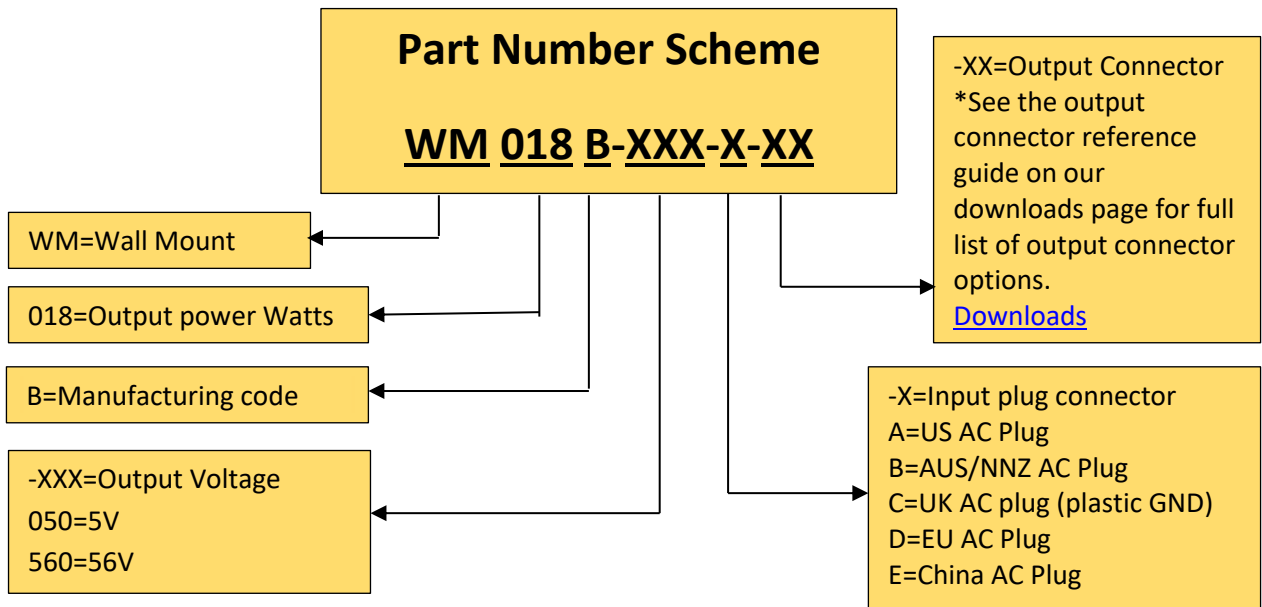 Part Number Scheme
WM 018 B-XXX-X-XX
WM=Wall Mount
018=Output power Watts
B=Manufacturing code
-XXX=Output Voltage
050=5V
560=56V
-XX=Output Connector
*See the output
connector reference
guide on our
downloads page for full
list of output connector
options.
Downloads
-X=Input plug connector
A=US AC Plug
B=AUS/NNZ AC Plug
C=UK AC plug (plastic GND)
D=EU AC Plug
E=China AC Plug